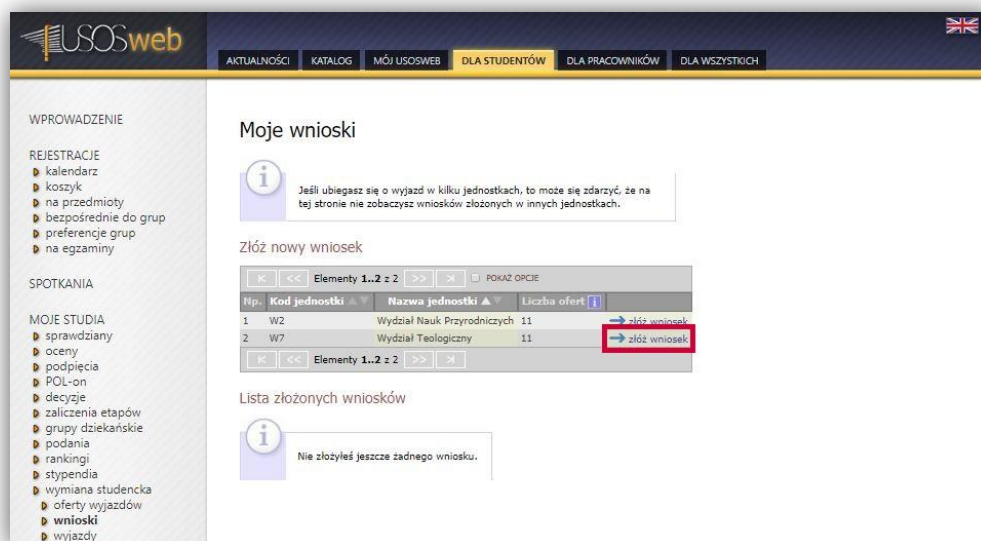 USOSweb
AKTUALNOŚCI KATALOG MÓJ USOSWEB DLA STUDENTÓW DLA PRACOWNIKÓW DLA WSZYSTKICH
WPROWADZENIE
REJESTRACJE
kalendarz
koszyk
na przedmioty
bezpośrednie do grup
preferencje grup
na egzaminy
SPOTKANIA
MOJE STUDIA
sprawdziany
oceny
podpięcia
POL-on
decyzje
zaliczenia etapów
grupy dziekańskie
podania
rankingi
stypendia
wymiana studencka
oferty wyjazdów
wnioski
wyjazdy
Moje wnioski
i
Jeśli ubiegasz się o wyjazd w kilku jednostkach, to może się zdarzyć, że na
tej stronie nie zobaczysz wniosków złożonych w innych jednostkach.
Złóż nowy wniosek
K << Elementy 1..2 z 2 >> >| POKAŻ OPCJE
Np. Kod jednostki ▲▼ Nazwa jednostki ▲▼ Liczba ofert i
1 W2 Wydział Nauk Przyrodniczych 11 złóż wniosek
2 W7 Wydział Teologiczny 11 złóż wniosek
K << Elementy 1..2 z 2 >> >|
Lista złożonych wniosków
i
Nie złożyłeś jeszcze żadnego wniosku.